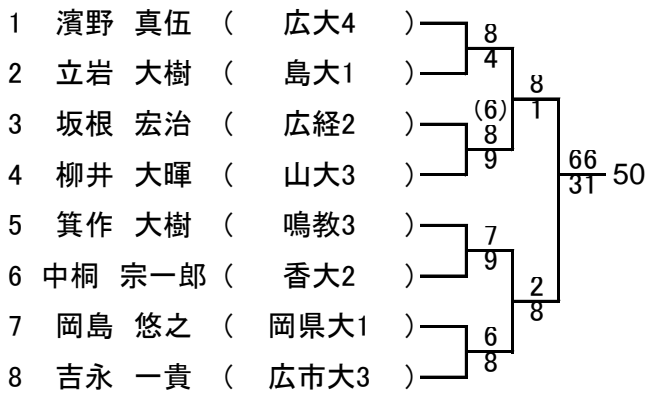 1 濱野 真伍 ( 広大4 )
8
4
2 立岩 大樹 ( 島大1 )
8
1
3 坂根 宏治 ( 広経2 )
(6)
8
9
4 柳井 大暉 ( 山大3 )
66
31
50
5 箕作 大樹 ( 鳴教3 )
7
9
6 中桐 宗一郎 ( 香大2 )
2
8
7 岡島 悠之 ( 岡県大1 )
6
8
8 吉永 一貴 ( 広市大3 )